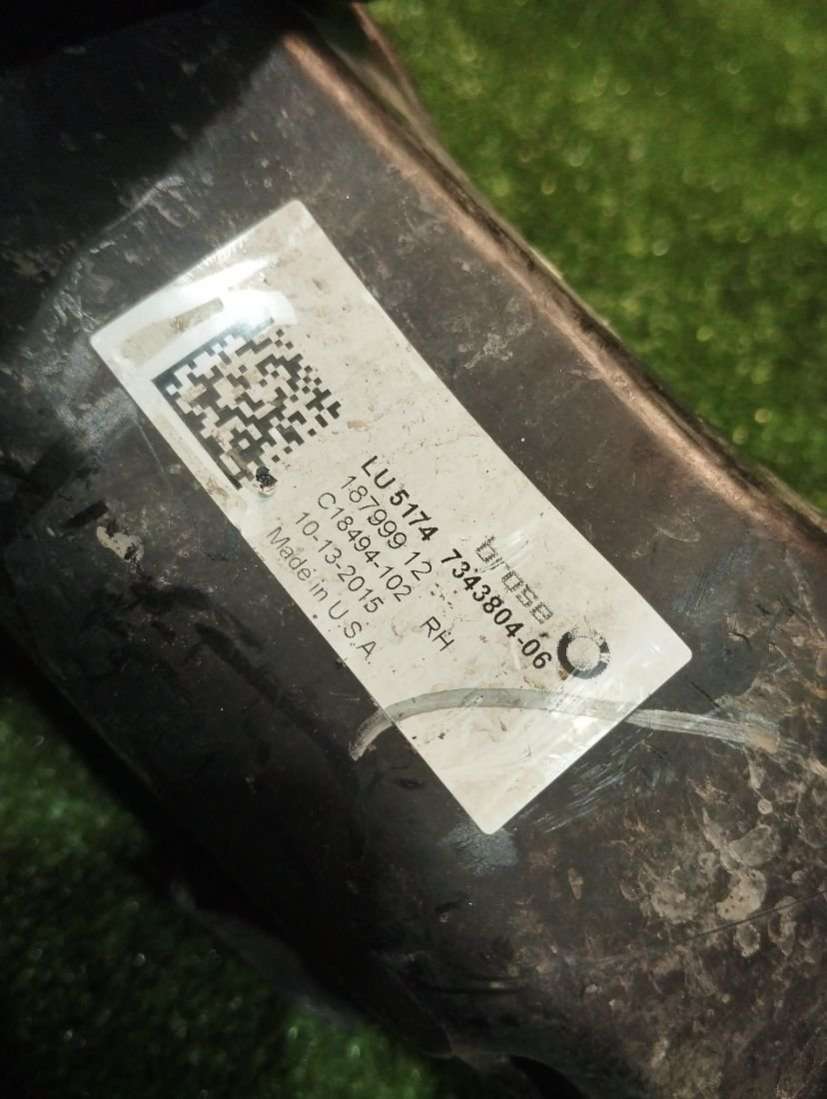 brose
LU 5174 7343804-06
187999 12 ---
C18494-102 RH
10-13-2015
Made in U.S.A.